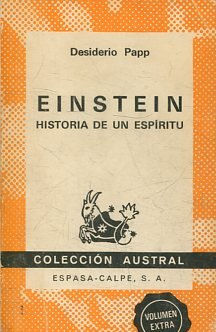 Desiderio Papp
EINSTEIN
HISTORIA DE UN ESPÍRITU
COLECCIÓN AUSTRAL
ESPASA-CALPE, S. A.
VOLUMEN
EXTRA